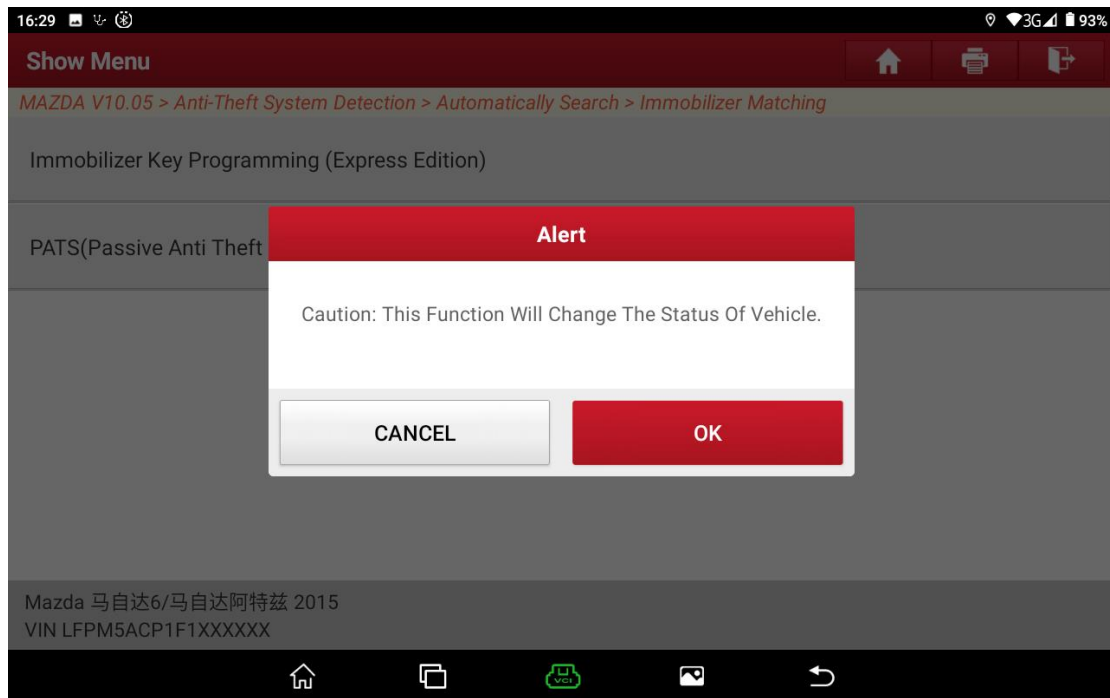 16:29
3G 93%
Show Menu
MAZDA V10.05 > Anti-Theft System Detection > Automatically Search > Immobilizer Matching
Immobilizer Key Programming (Express Edition)
PATS(Passive Anti Theft
Alert
Caution: This Function Will Change The Status Of Vehicle.
CANCEL
OK
Mazda 马自达6/马自达阿特兹 2015
VIN LFPM5ACP1F1XXXXXX
VCI